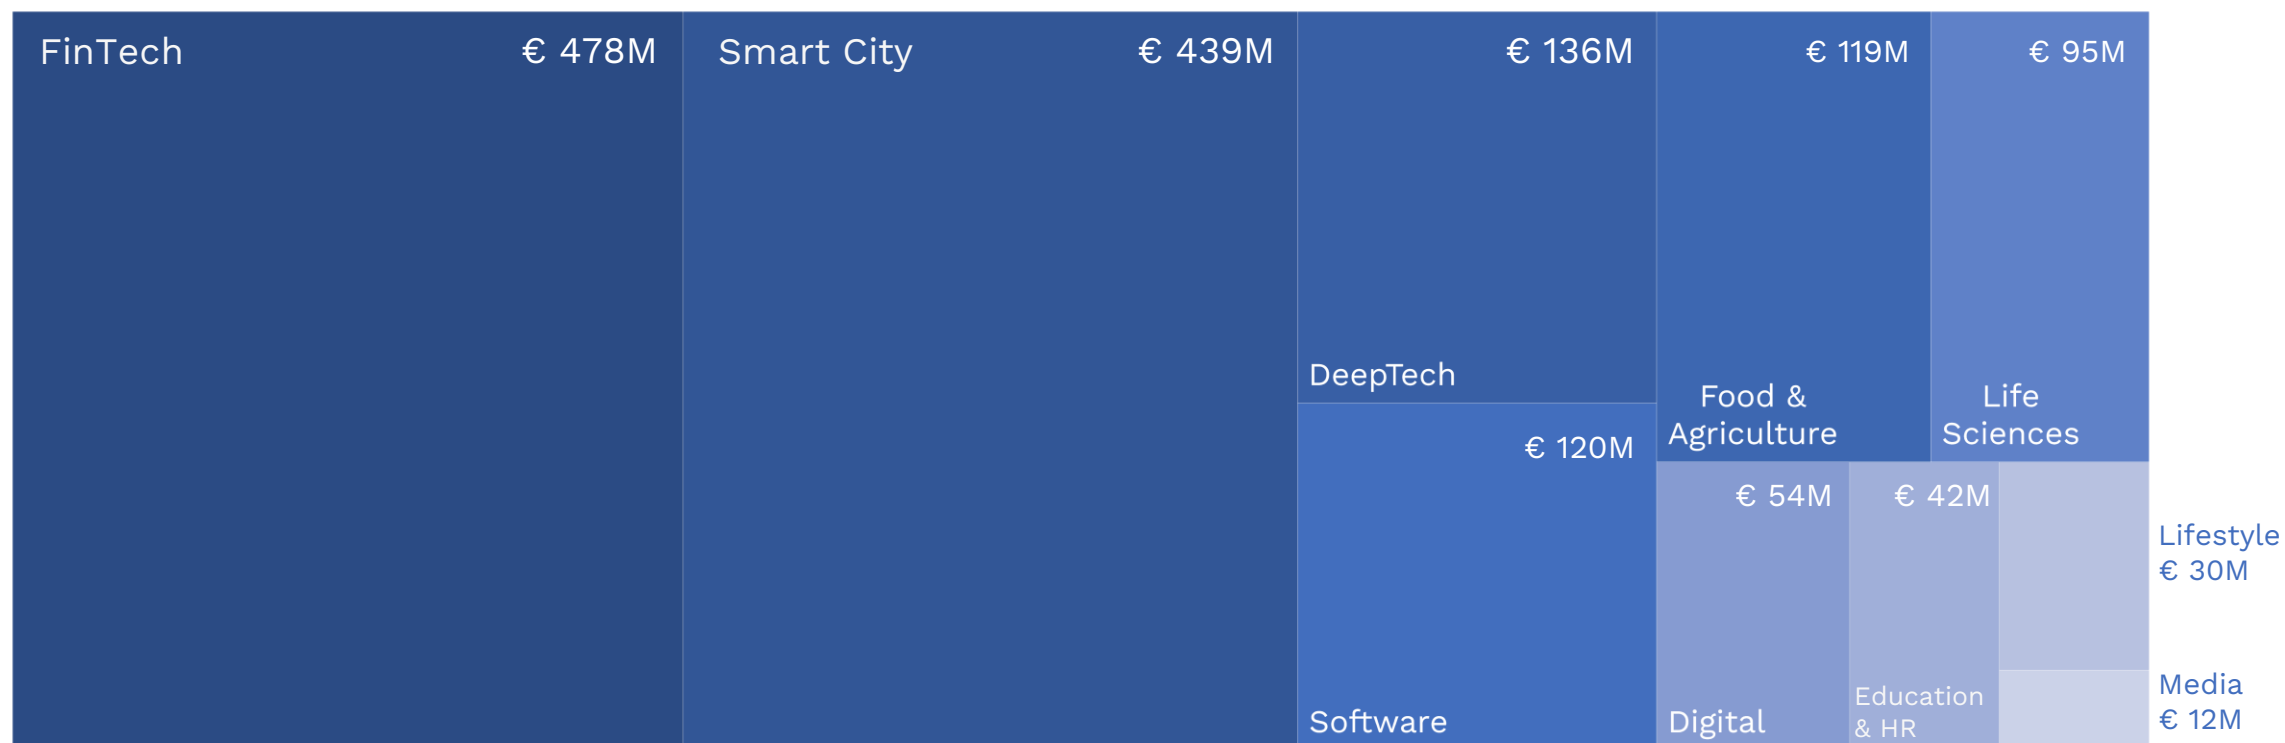 FinTech
€ 478M
Smart City
€ 439M
€ 136M
DeepTech
€ 120M
Software
€ 119M
Food &
Agriculture
€ 95M
Life
Sciences
€ 54M
Digital
€ 42M
Education
& HR
Lifestyle
€ 30M
Media
€ 12M